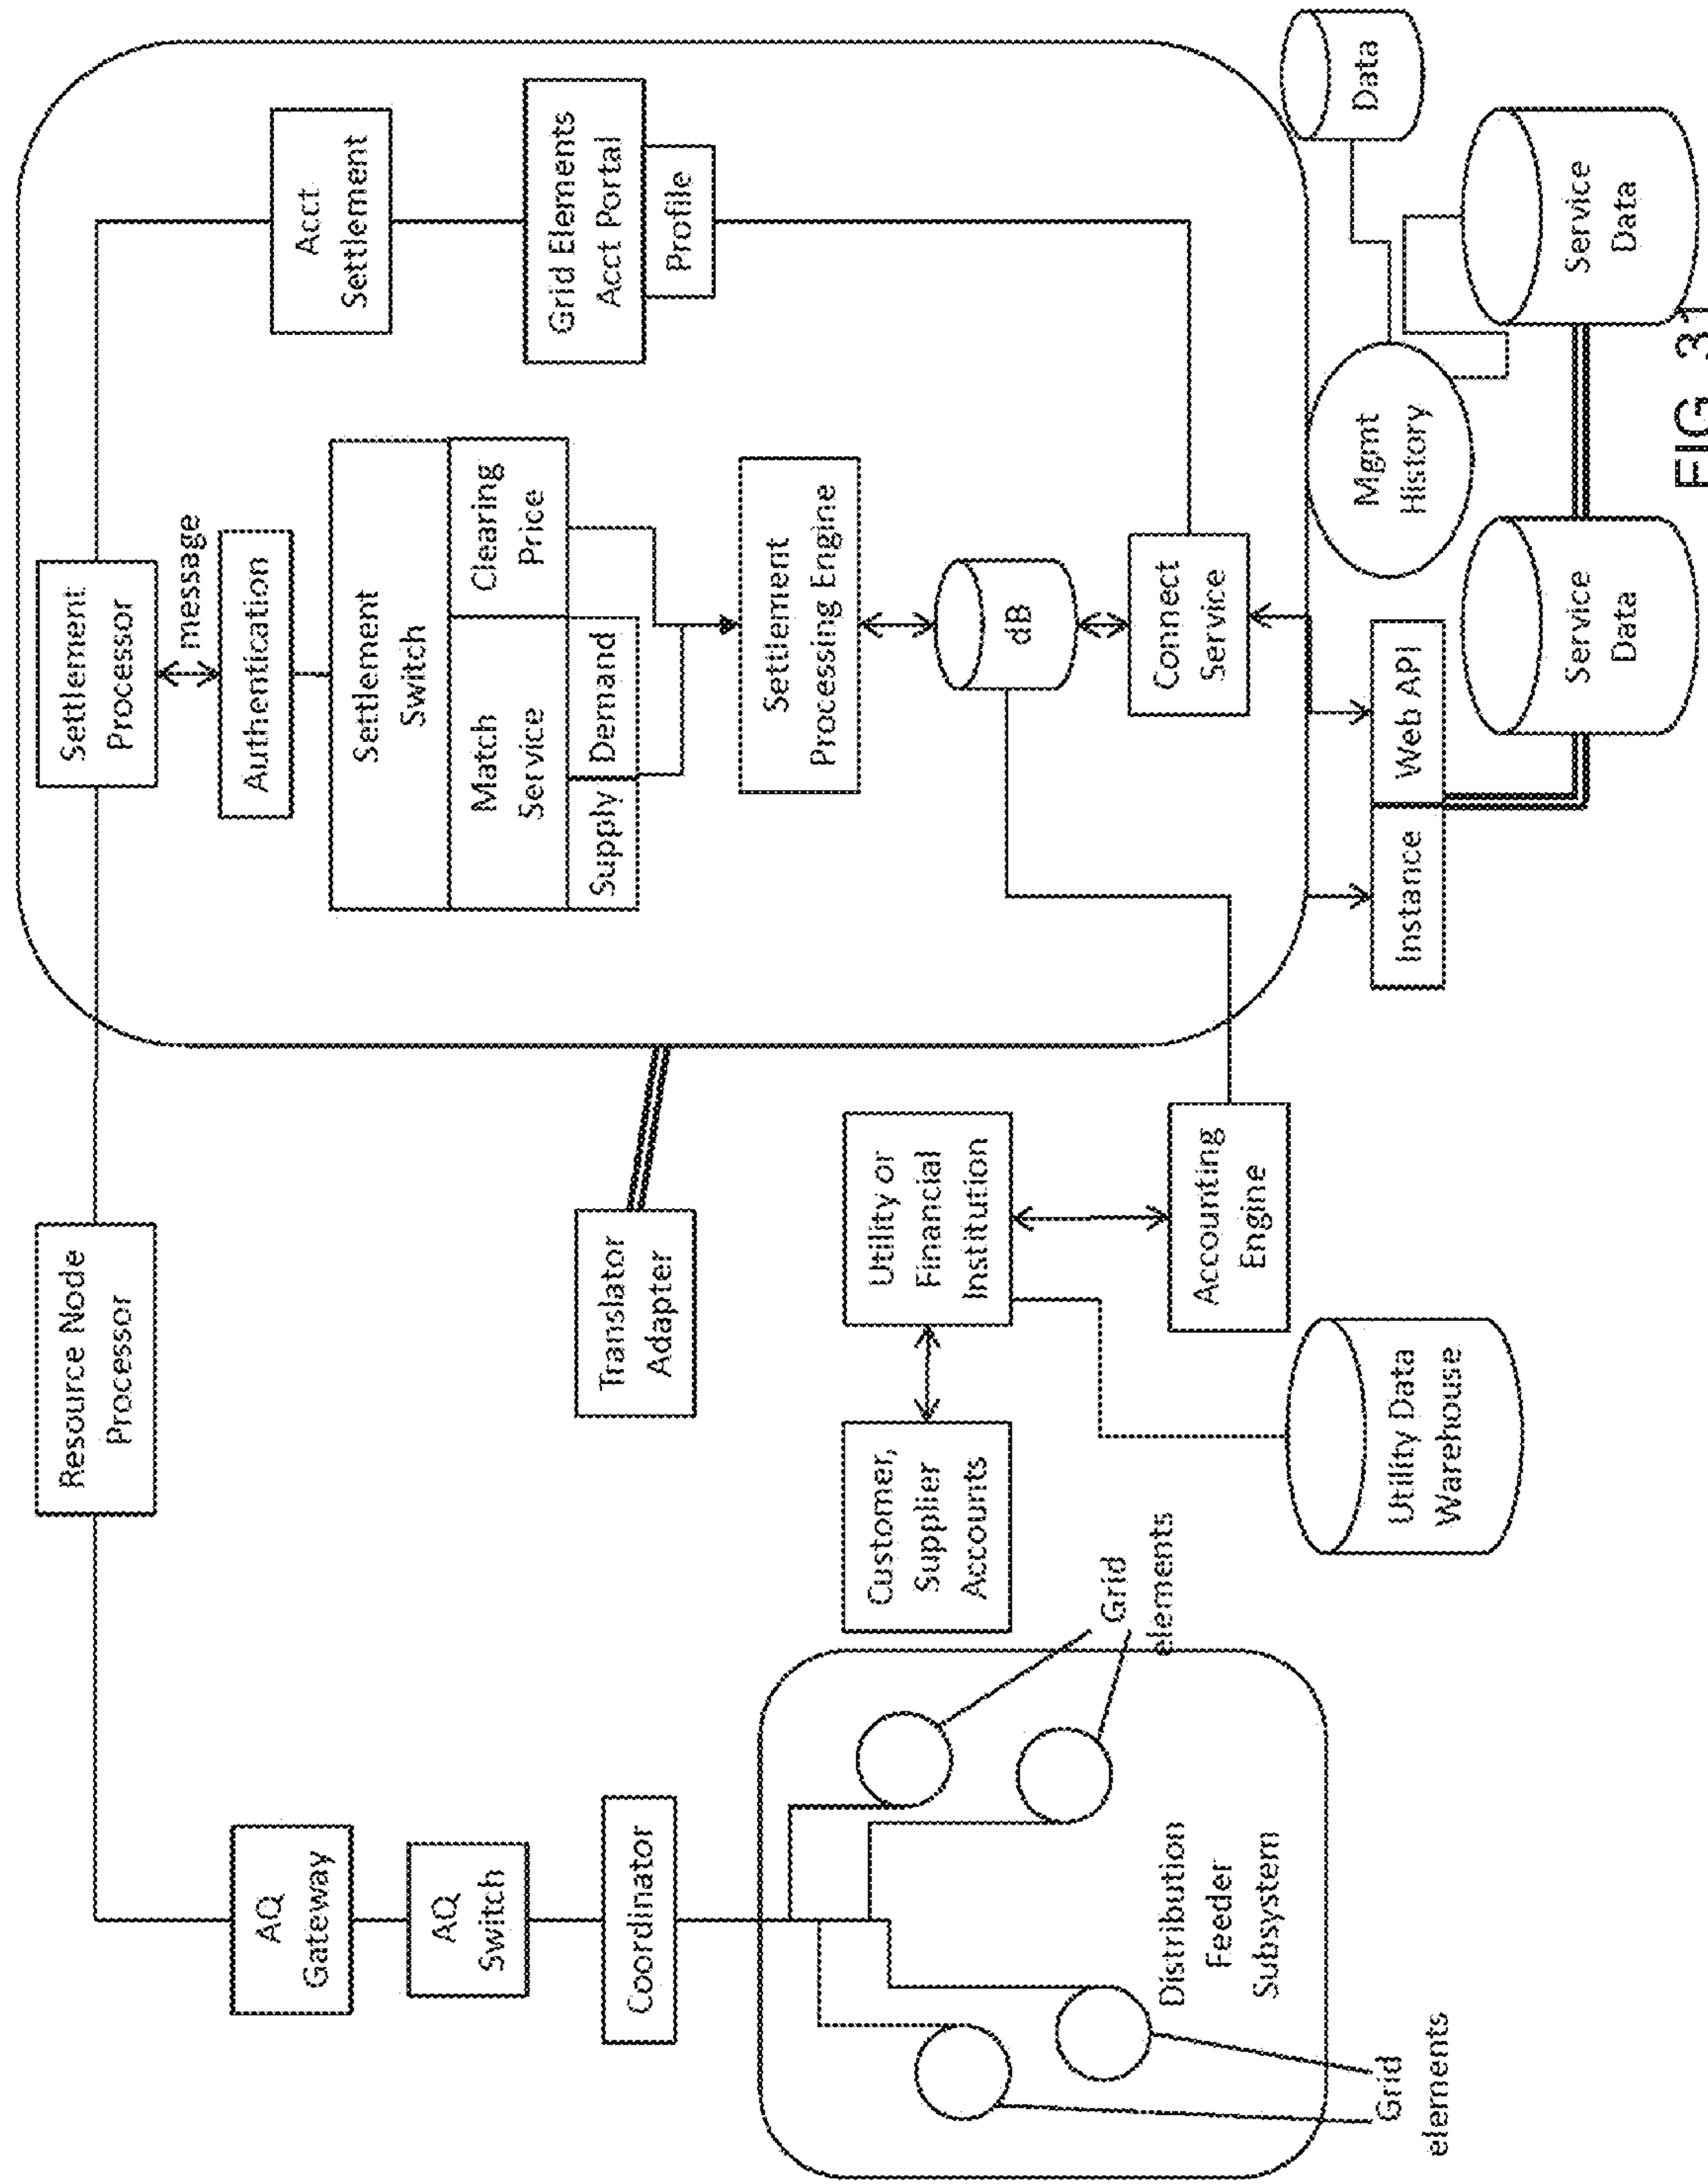 Resource Node
Processor
Settlement
Processor
message
Authentication
Acct
Settlement
AQ
Gateway
AQ
Switch
Coordinator
Settlement
Switch
Match
Service
Clearing
Price
Supply
Demand
Grid Elements
Acct Portal
Profile
Translator
Adapter
Settlement
Processing Engine
Customer,
Supplier
Accounts
Utility or
Financial
Institution
dB
Grid
elements
Distribution
Feeder
Subsystem
Accounting
Engine
Connect
Service
Grid
elements
Utility Data
Warehouse
Instance
Web API
Mgmt
History
Data
Service
Data
Service
Data
FIG. 31